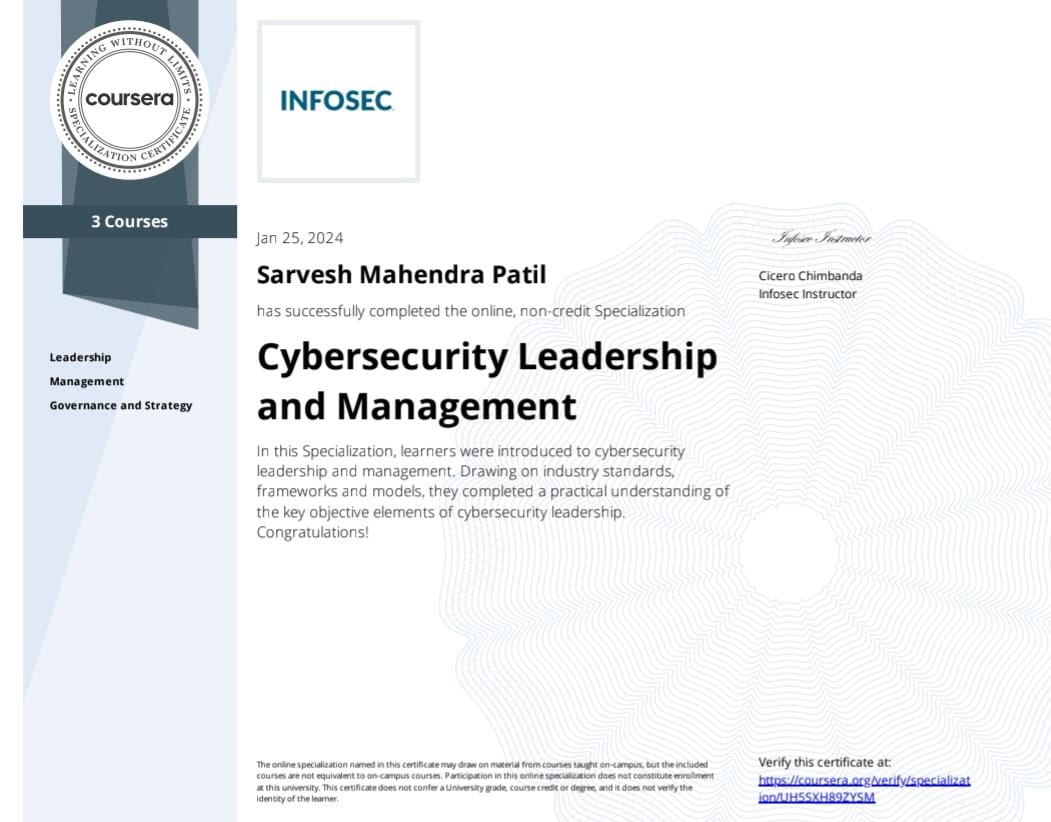 LEARNING WITHOUT LIMITS
coursera
SPECIALIZATION CERTIFICATE
3 Courses
Leadership
Management
Governance and Strategy
INFOSEC
Jan 25, 2024
Sarvesh Mahendra Patil
has successfully completed the online, non-credit Specialization
Cybersecurity Leadership
and Management
In this Specialization, learners were introduced to cybersecurity
leadership and management. Drawing on industry standards,
frameworks and models, they completed a practical understanding of
the key objective elements of cybersecurity leadership.
Congratulations!
Infosec Instructor
Cicero Chimbanda
Infosec Instructor
The online specialization named in this certificate may draw on material from courses taught on-campus, but the included
courses are not equivalent to on-campus courses. Participation in this online specialization does not constitute enrollment
at this university. This certificate does not confer a University grade, course credit or degree, and it does not verify the
identity of the learner.
Verify this certificate at:
https://coursera.org/verify/specializat
ion/UH5SXH89ZYSM